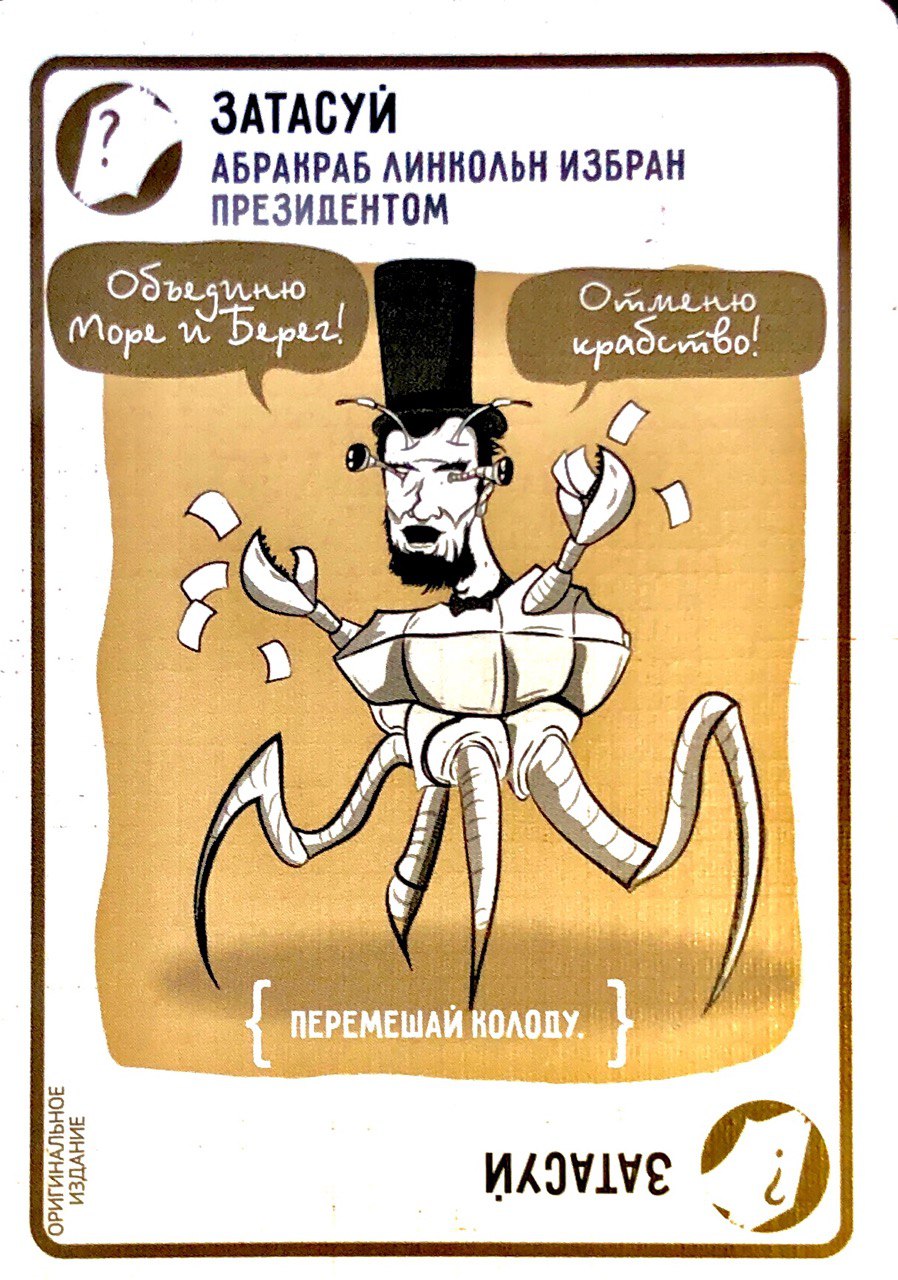 ?
ЗАТАСУЙ
АБРАКРАБ ЛИНКОЛЬН ИЗБРАН
ПРЕЗИДЕНТОМ
Объединю
Море и Берег!
Отменю
крабство!
{ ПЕРЕМЕШАЙ КОЛОДУ. }
ОРИГИНАЛЬНОЕ
ИЗДАНИЕ
ЗАТАСУЙ
?